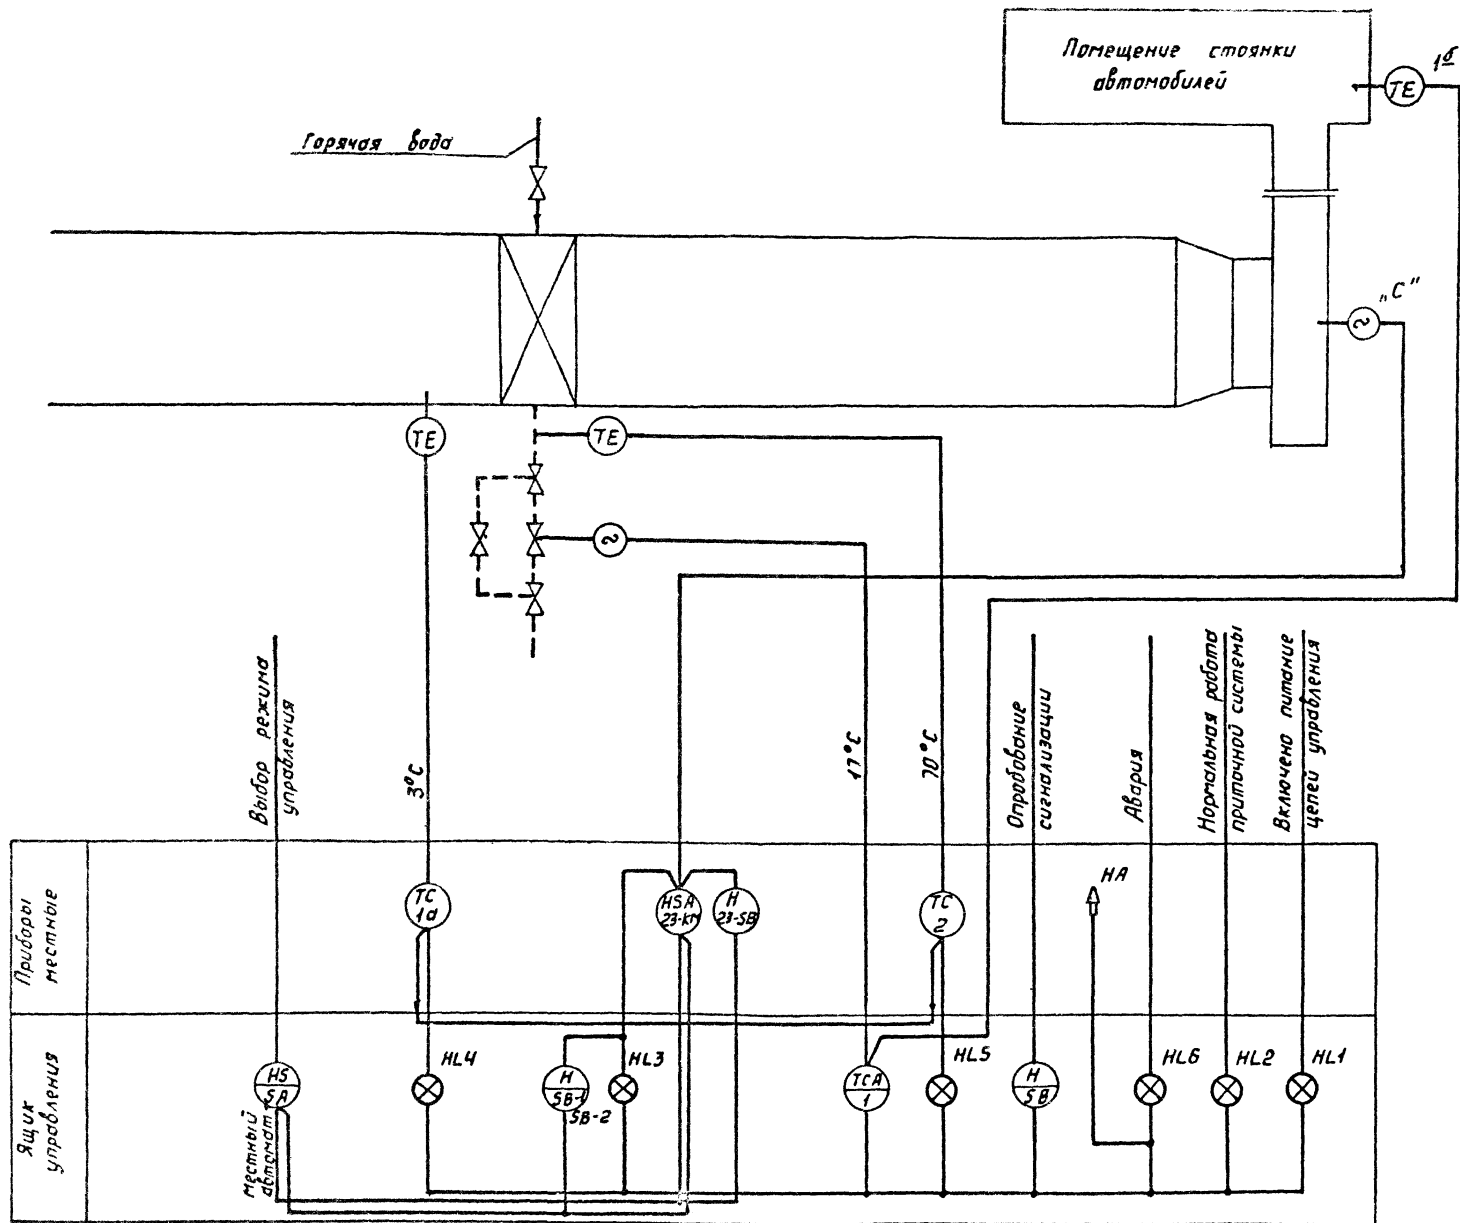 Помещение стоянки
автомобилей
TE
1б
Горячая вода
„С"
TE
TE
Выбор режима
управления
3°С
17°С
70°С
Опробование
сигнализации
Авария
Нормальная работа
приточной системы
Включено питание
цепей управления
Приборы
местные
TC
1а
HSA
23-КМ
H
23-SB
TC
2
HA
Ящик
управления
HS
SA
местный
автомат
HL4
H
SB-1
SB-2
HL3
TCA
1
HL5
H
SB
HL6
HL2
HL1